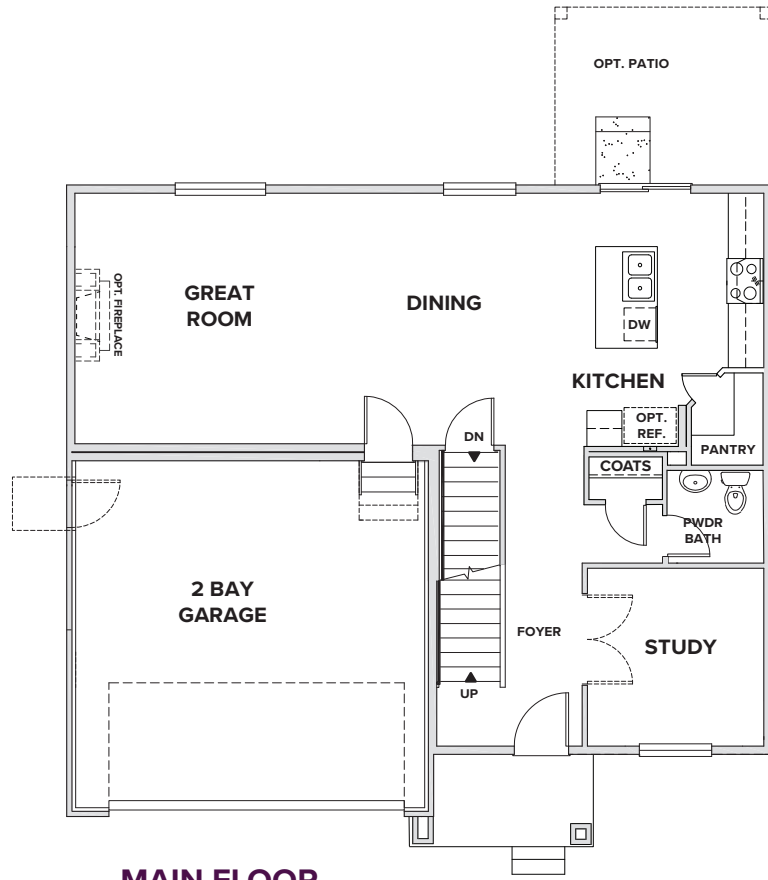 OPT. PATIO
OPT. FIREPLACE
GREAT
ROOM
DINING
DW
KITCHEN
OPT.
REF.
DN
PANTRY
COATS
PWDR
BATH
2 BAY
GARAGE
FOYER
STUDY
UP
MAIN FLOOR